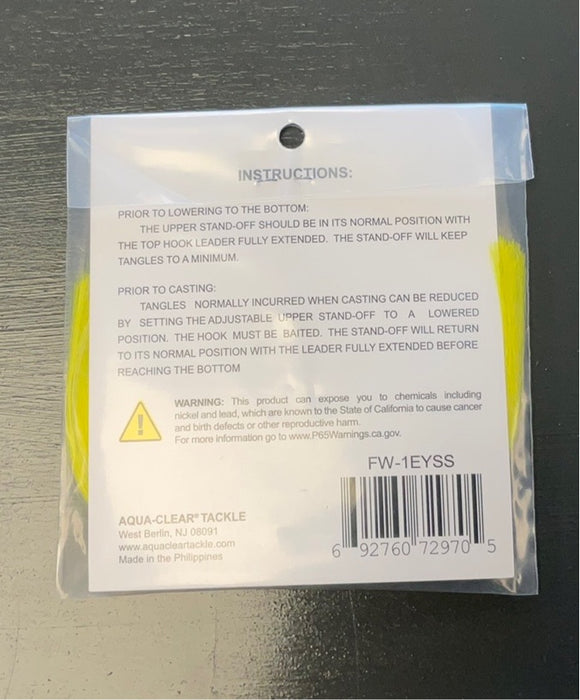 INSTRUCTIONS:
PRIOR TO LOWERING TO THE BOTTOM:
THE UPPER STAND-OFF SHOULD BE IN ITS NORMAL POSITION WITH
THE TOP HOOK LEADER FULLY EXTENDED. THE STAND-OFF WILL KEEP
TANGLES TO A MINIMUM.
PRIOR TO CASTING:
TANGLES NORMALLY INCURRED WHEN CASTING CAN BE REDUCED
BY SETTING THE ADJUSTABLE UPPER STAND-OFF TO A LOWERED
POSITION. THE HOOK MUST BE BAITED. THE STAND-OFF WILL RETURN
TO ITS NORMAL POSITION WITH THE LEADER FULLY EXTENDED BEFORE
REACHING THE BOTTOM
WARNING: This product can expose you to chemicals including
nickel and lead, which are known to the State of California to cause cancer
and birth defects or other reproductive harm.
For more information go to www.P65Warnings.ca.gov.
FW-1EYSS
AQUA-CLEAR® TACKLE
West Berlin, NJ 08091
www.aquacleartackle.com
Made in the Philippines
6 92760 72970 5